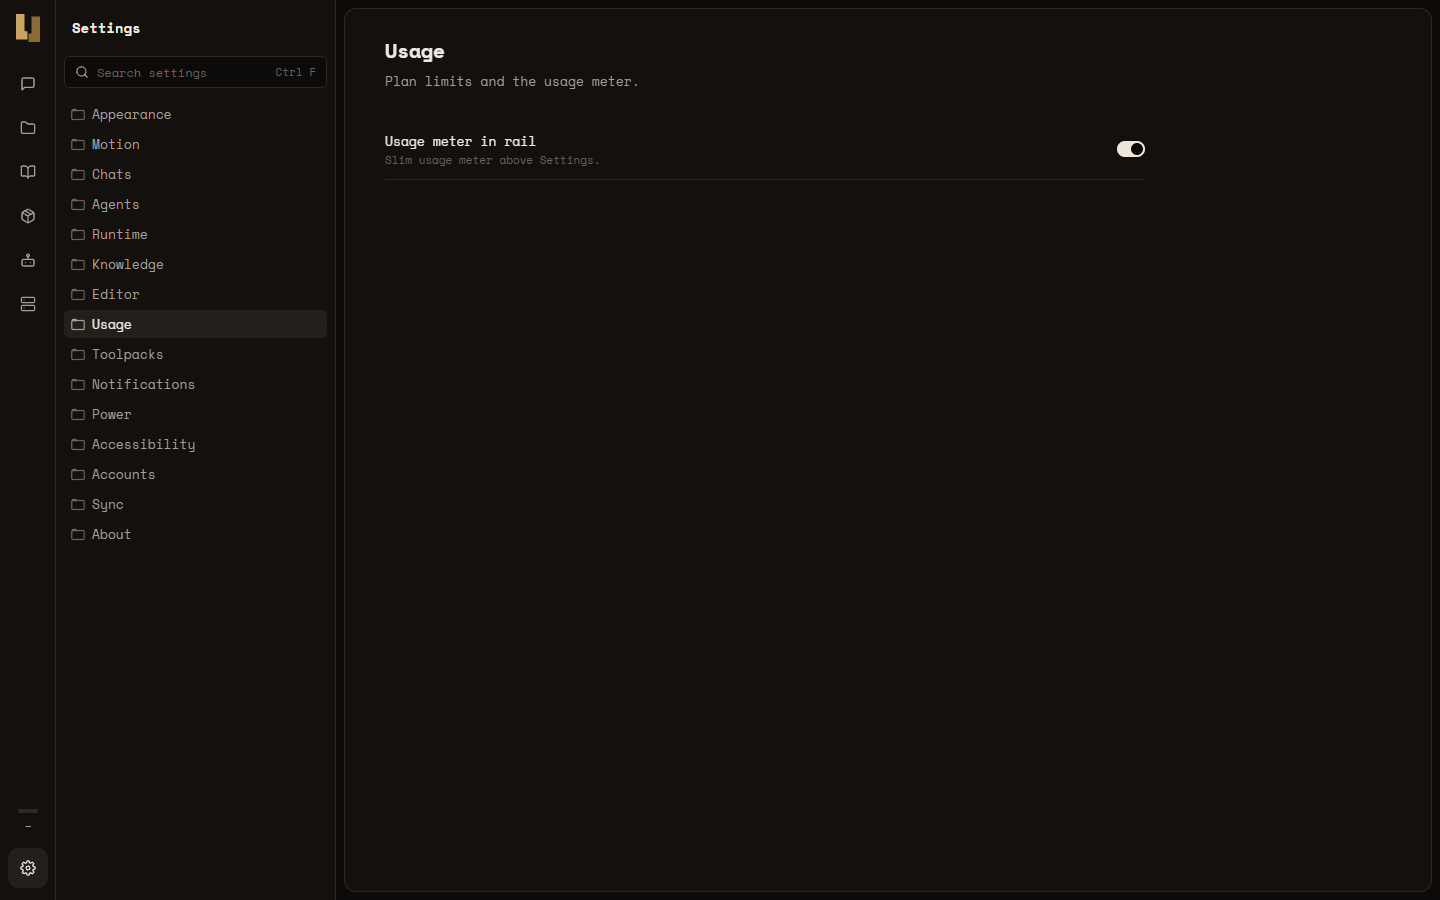 Settings
Search settings Ctrl F
Appearance
Motion
Chats
Agents
Runtime
Knowledge
Editor
Usage
Toolpacks
Notifications
Power
Accessibility
Accounts
Sync
About
–
Usage
Plan limits and the usage meter.
Usage meter in rail
Slim usage meter above Settings.